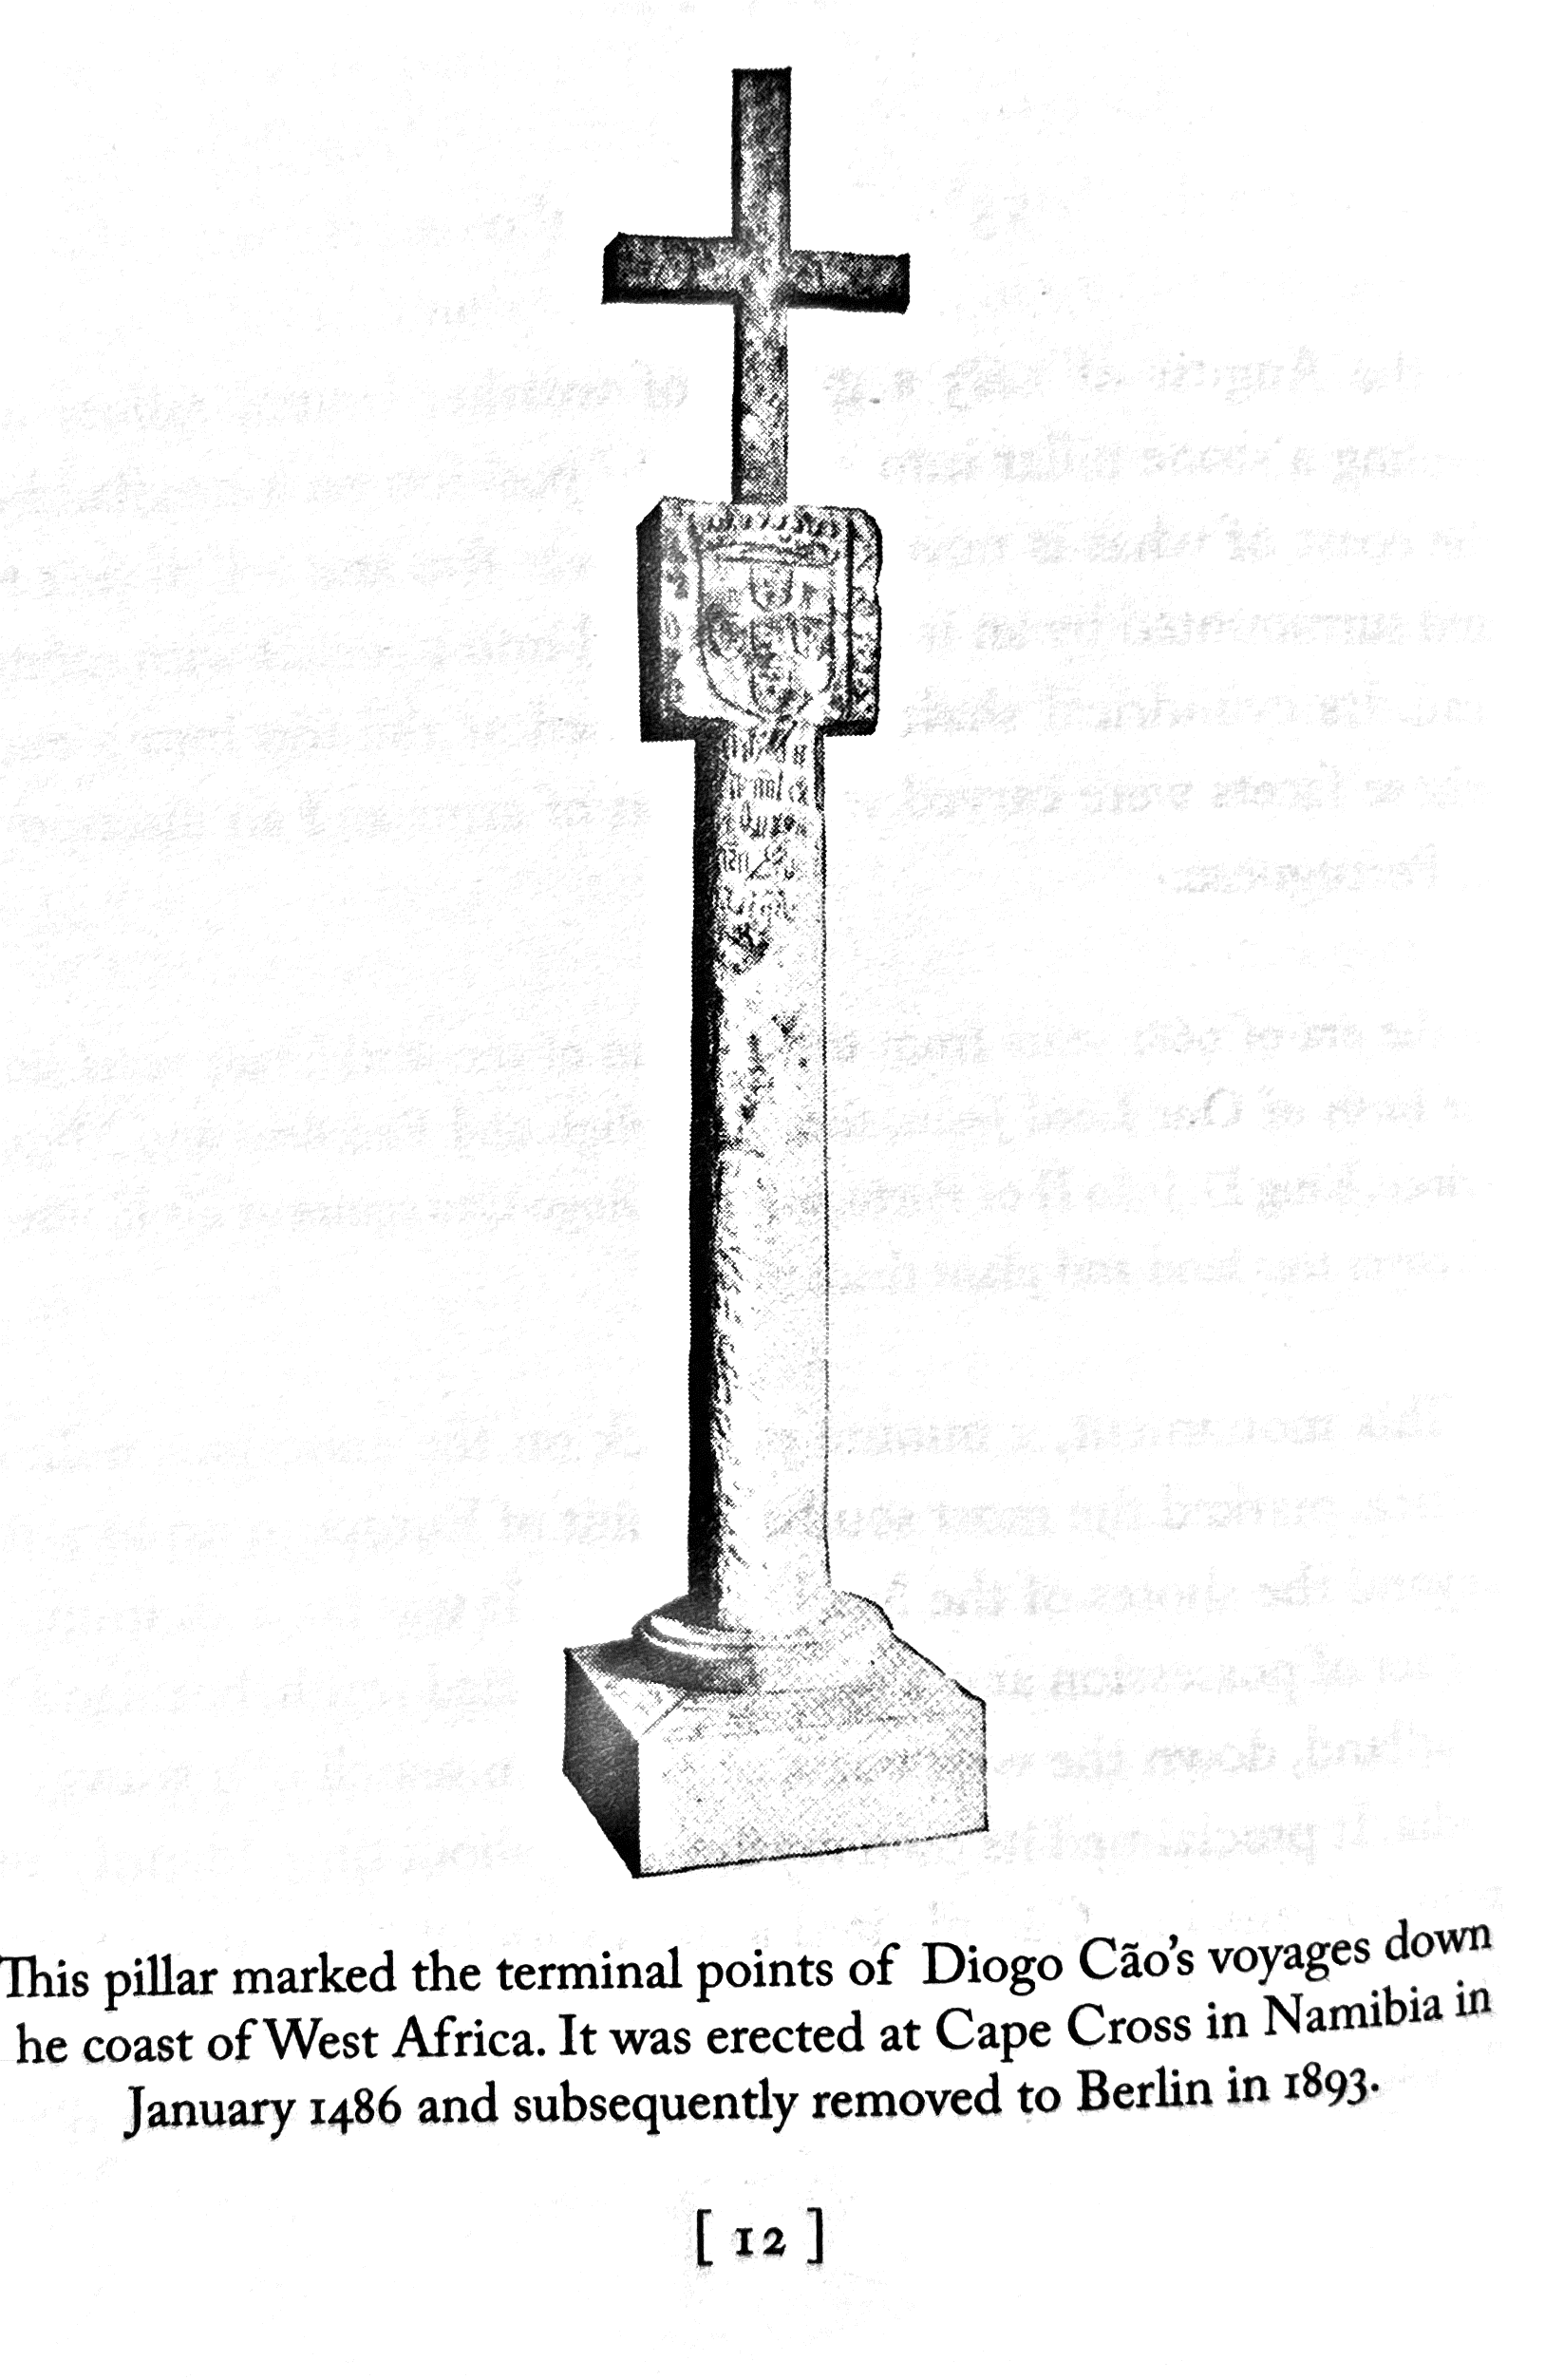 This pillar marked the terminal points of Diogo Cão's voyages down
he coast of West Africa. It was erected at Cape Cross in Namibia in
January 1486 and subsequently removed to Berlin in 1893.
[ 12 ]